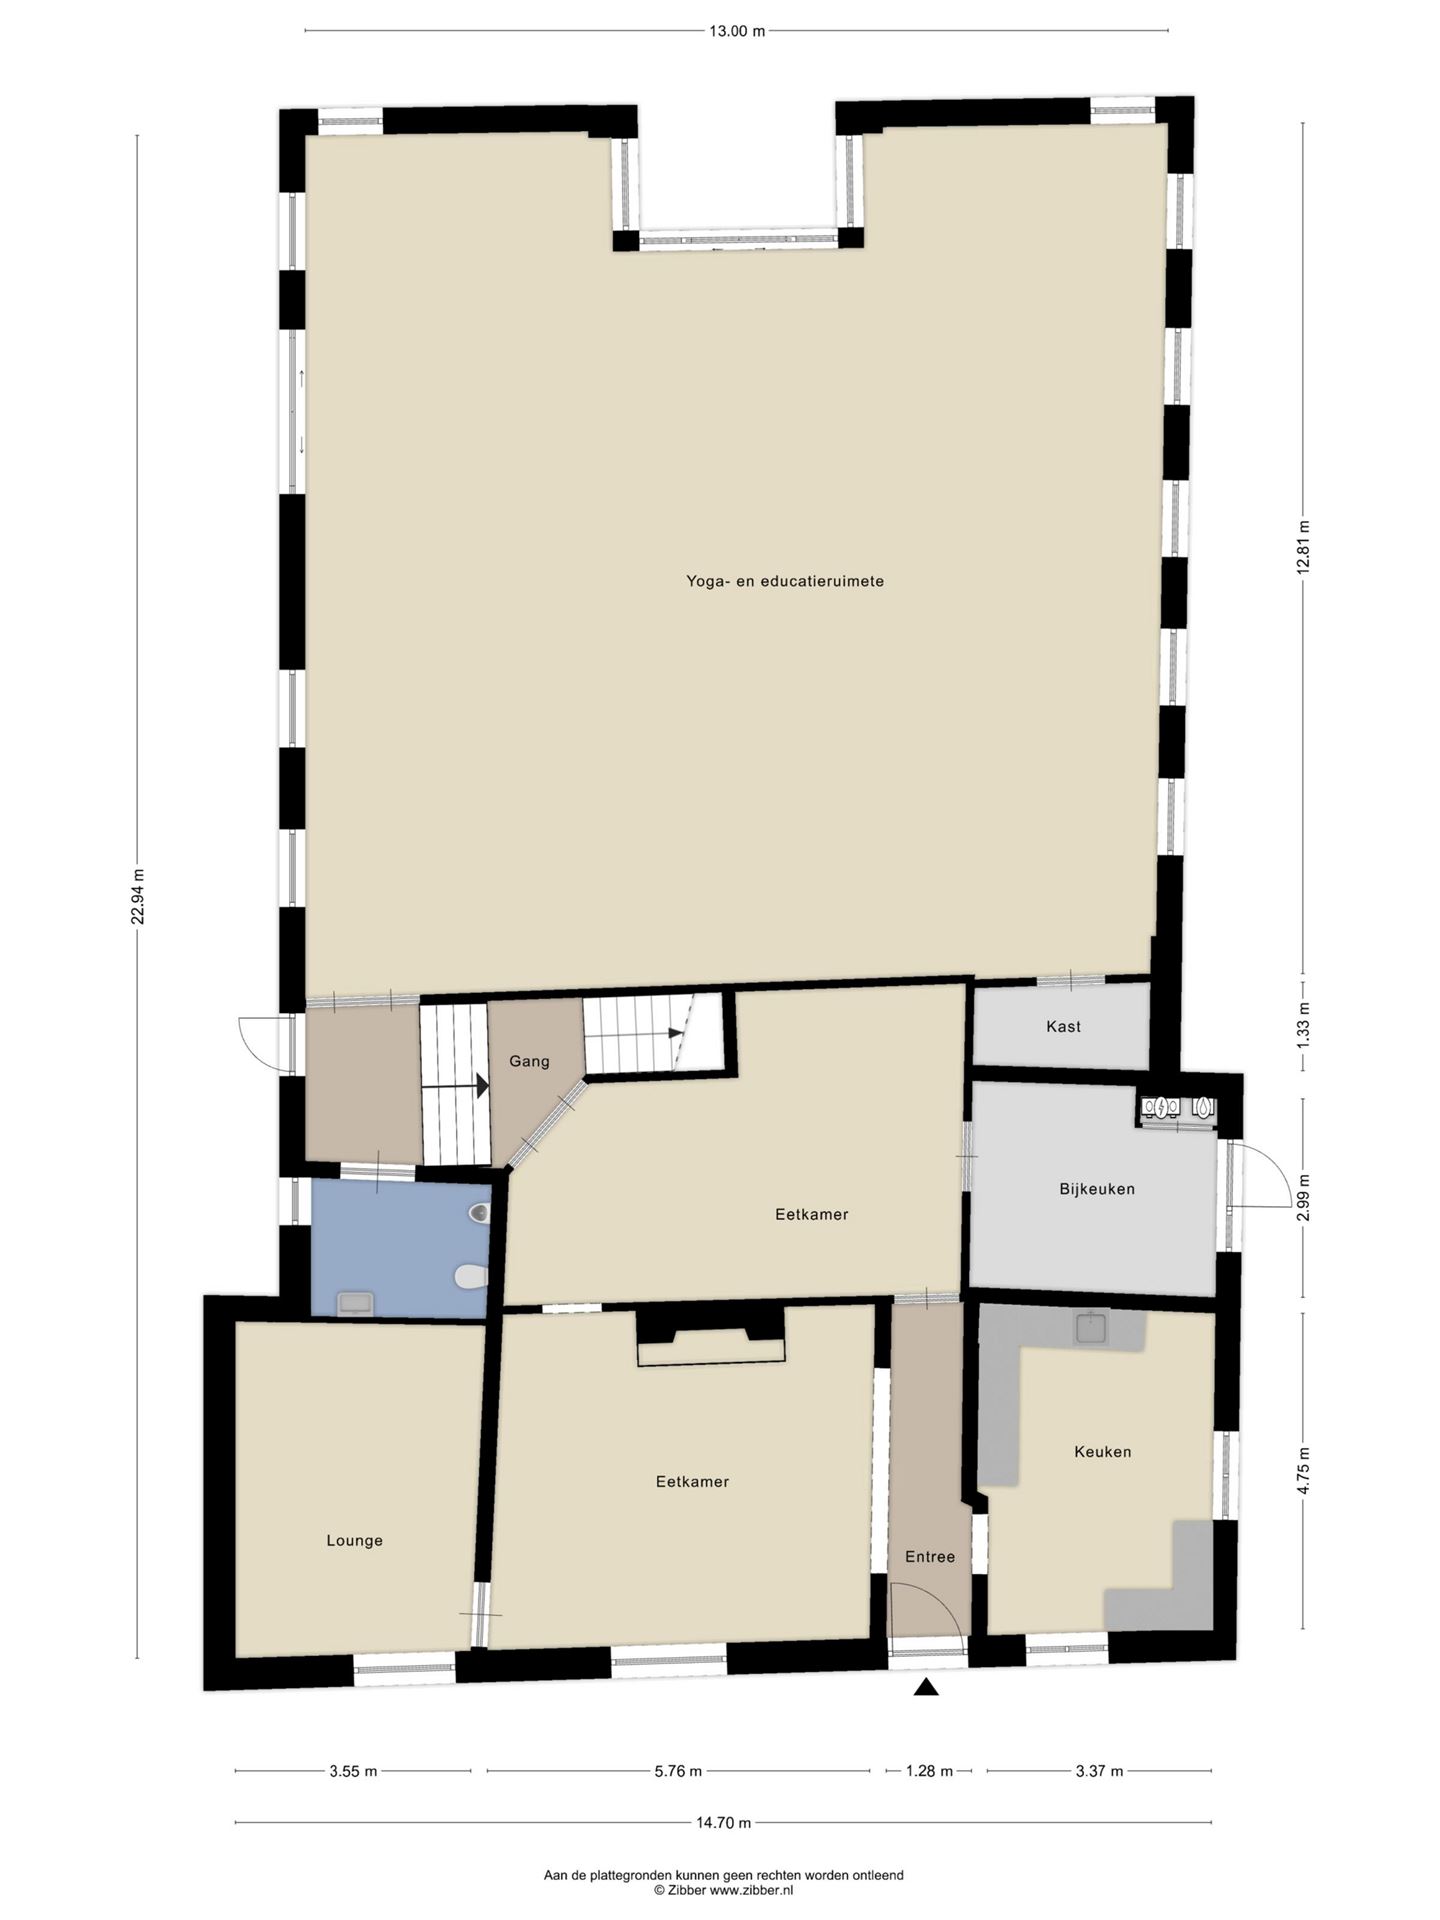 13.00 m
12.81 m
Yoga- en educatieruimete
22.94 m
1.33 m
Kast
Gang
Bijkeuken
2.99 m
Eetkamer
Keuken
4.75 m
Eetkamer
Lounge
Entree
3.55 m
5.76 m
1.28 m
3.37 m
14.70 m
Aan de plattegronden kunnen geen rechten worden ontleend
© Zibber www.zibber.nl